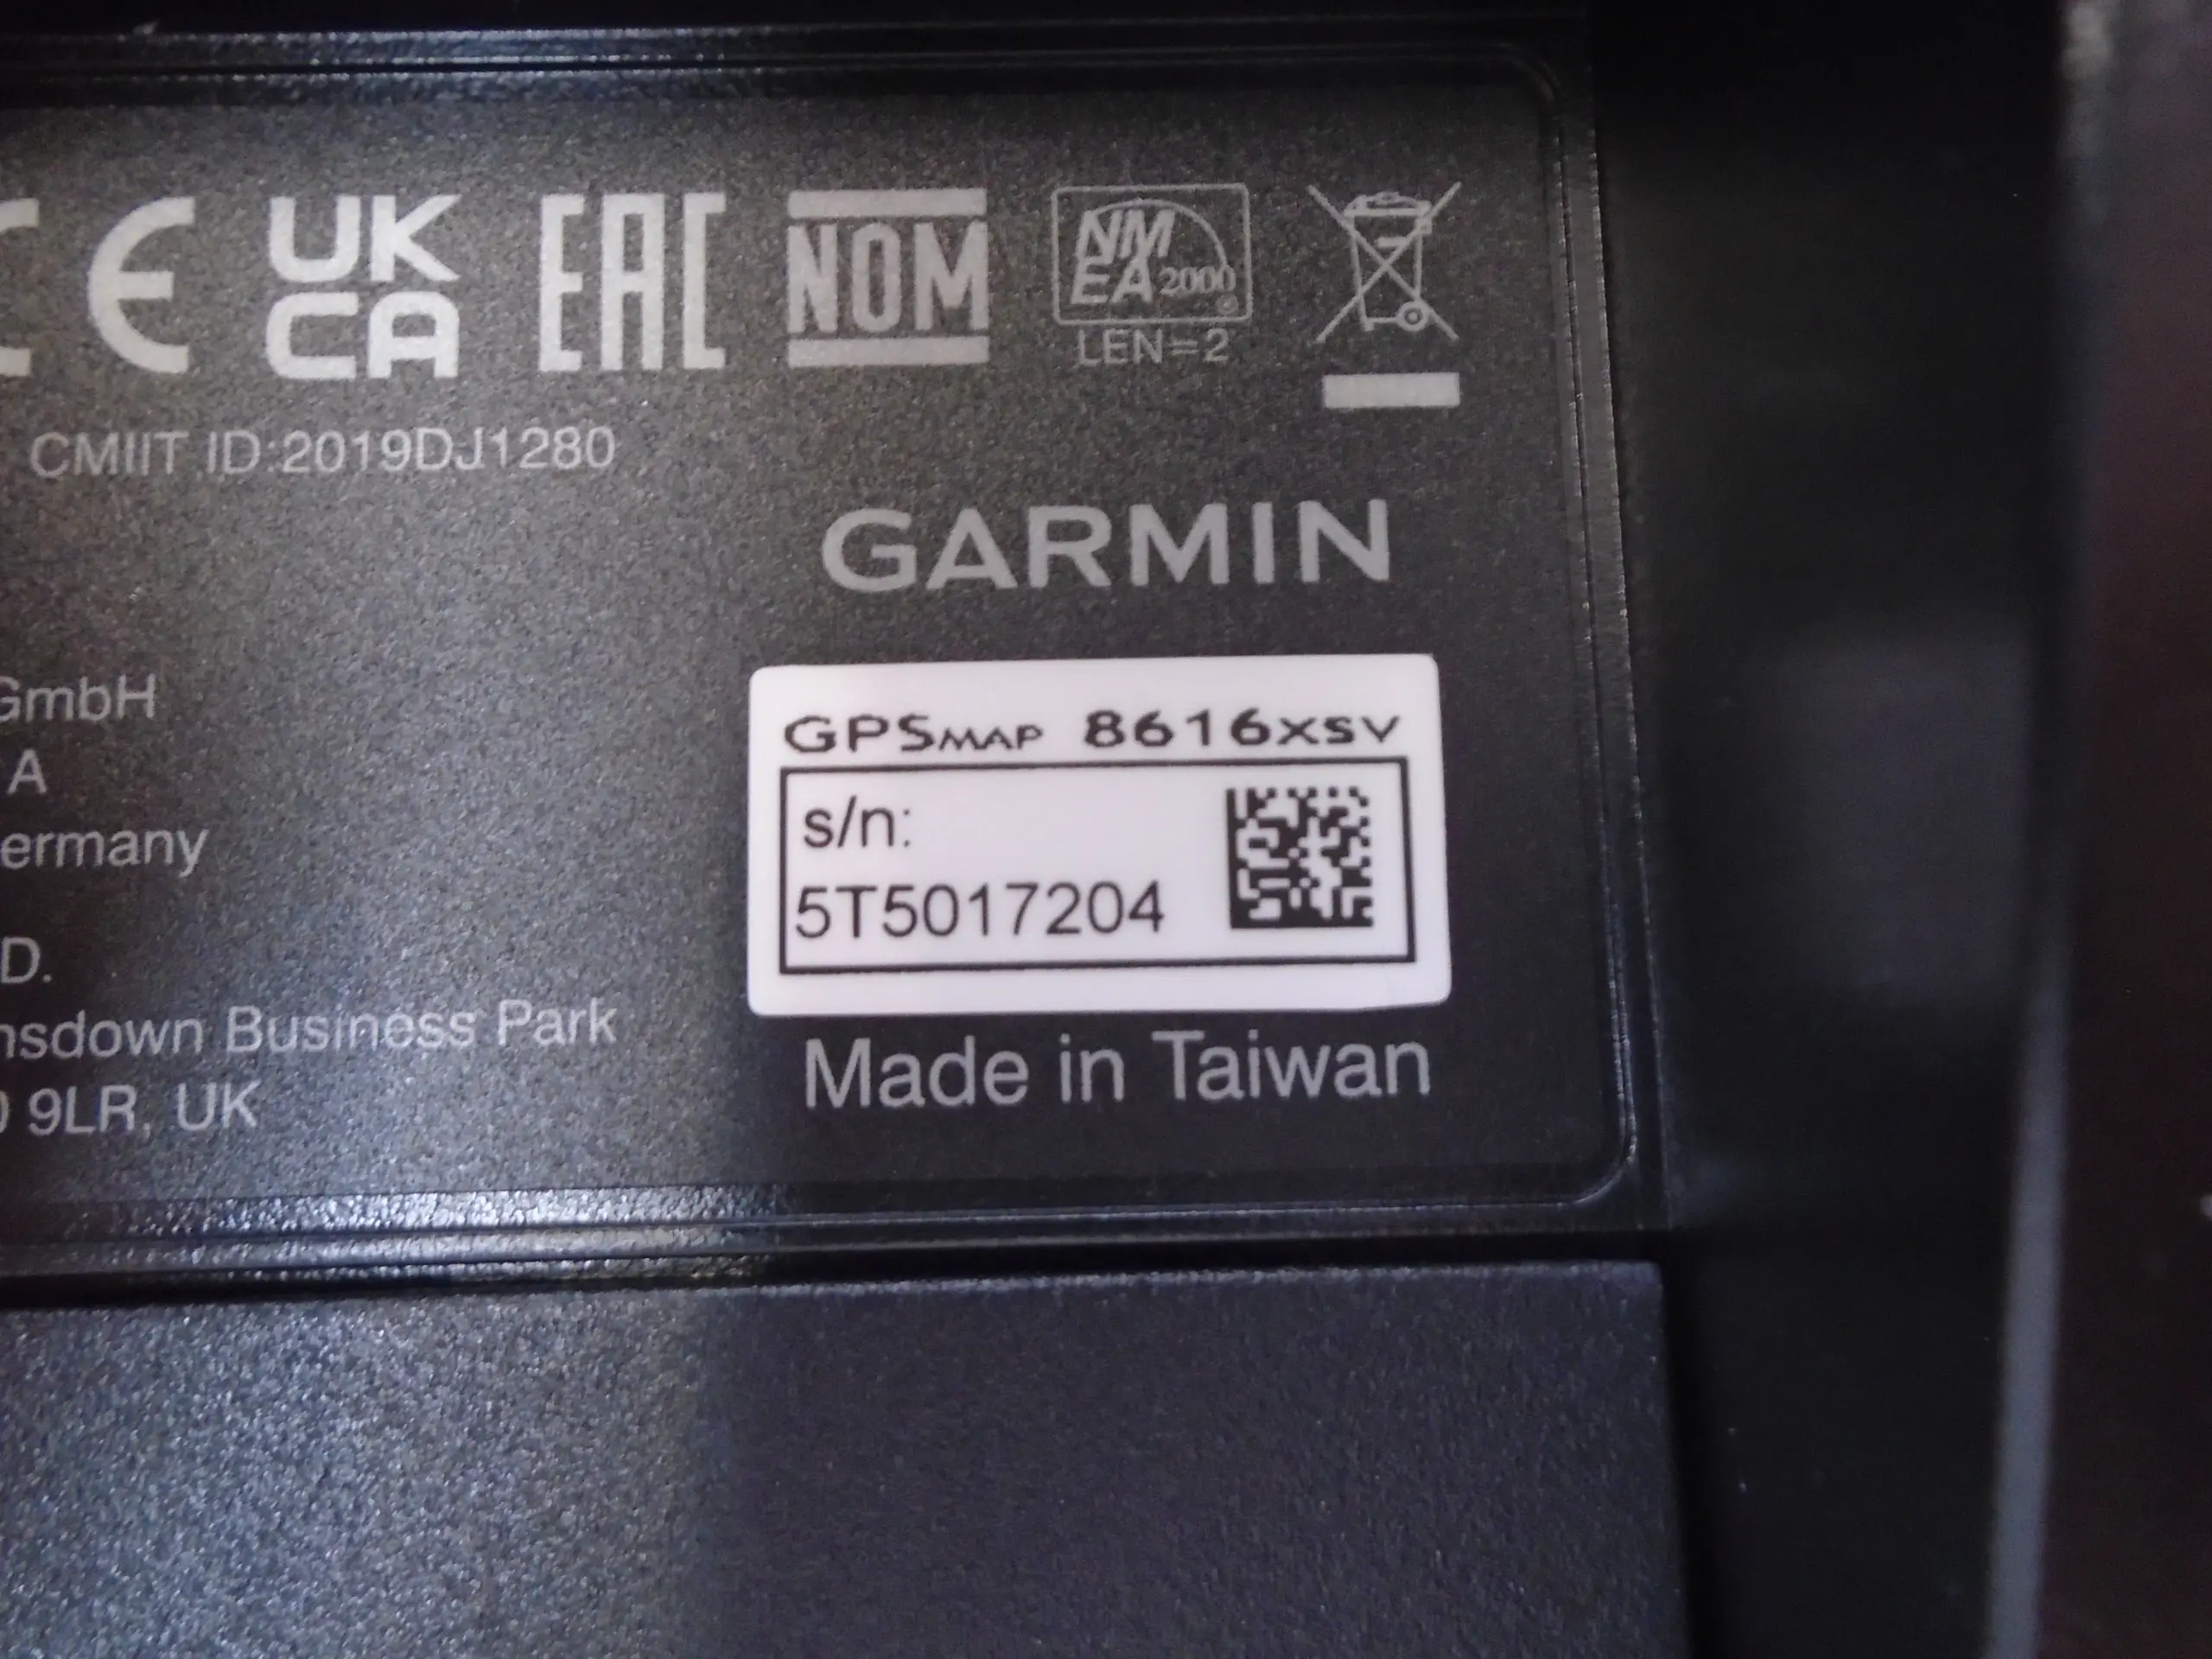 CE UK CA EAC NOM NMEA 2000 ®
LEN=2
CMIIT ID:2019DJ1280
GARMIN
GmbH
A
ermany
D.
nsdown Business Park
9LR, UK
GPSMAP 8616xsv
s/n:
5T5017204
Made in Taiwan